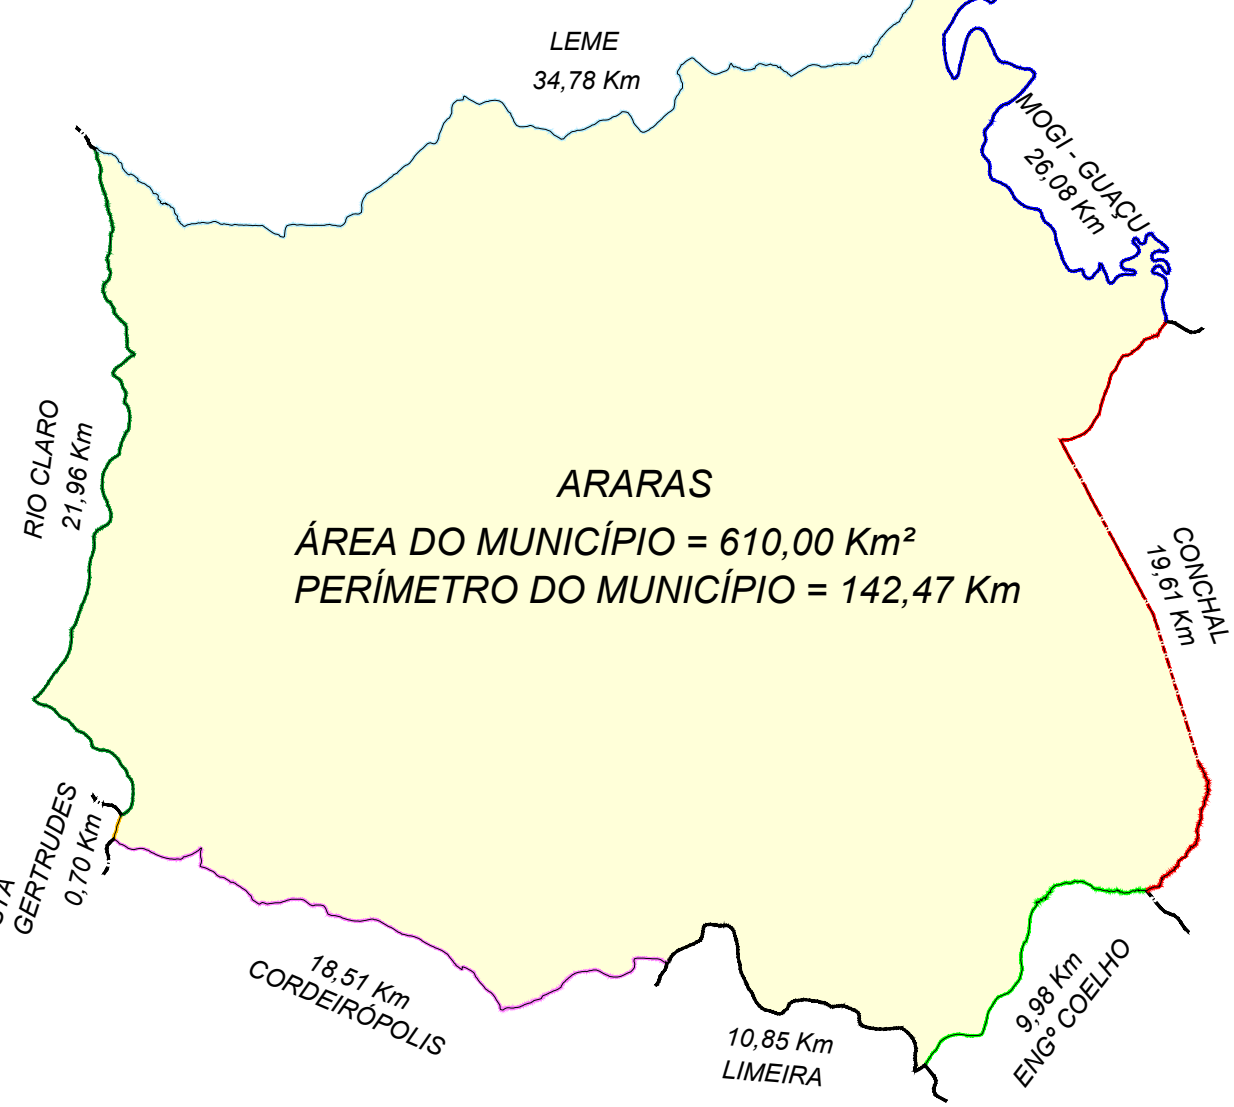 LEME
34,78 Km
MOGI - GUAÇU
26,08 Km
RIO CLARO
21,96 Km
ARARAS
ÁREA DO MUNICÍPIO = 610,00 Km²
PERÍMETRO DO MUNICÍPIO = 142,47 Km
CONCHAL
19,61 Km
GERTRUDES
0,70 Km
18,51 Km
CORDEIRÓPOLIS
10,85 Km
LIMEIRA
9,98 Km
ENGº COELHO